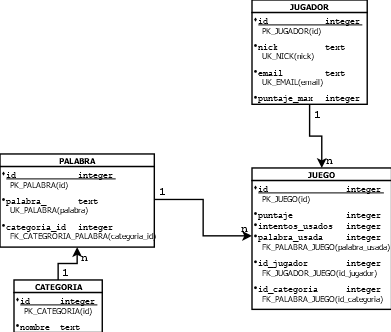 JUGADOR
*id integer
PK_JUGADOR(id)
*nick text
UK_NICK(nick)
*email text
UK_EMAIL(email)
*puntaje_max integer
1
n
PALABRA
*id integer
PK_PALABRA(id)
*palabra_ text
UK_PALABRA(palabra)
*categoria_id integer
FK_CATEGRORIA_PALABRA(categoria_id)
1
n
JUEGO
*id integer
PK_JUEGO(id)
*puntaje integer
*intentos_usados integer
*palabra_usada integer
FK_PALABRA_JUEGO(palabra_usada)
*id_jugador integer
FK_JUGADOR_JUEGO(id_jugador)
*id_categoria integer
FK_PALABRA_JUEGO(id_categoria)
n
1
CATEGORIA
*id integer
PK_CATEGORIA(id)
*nombre text